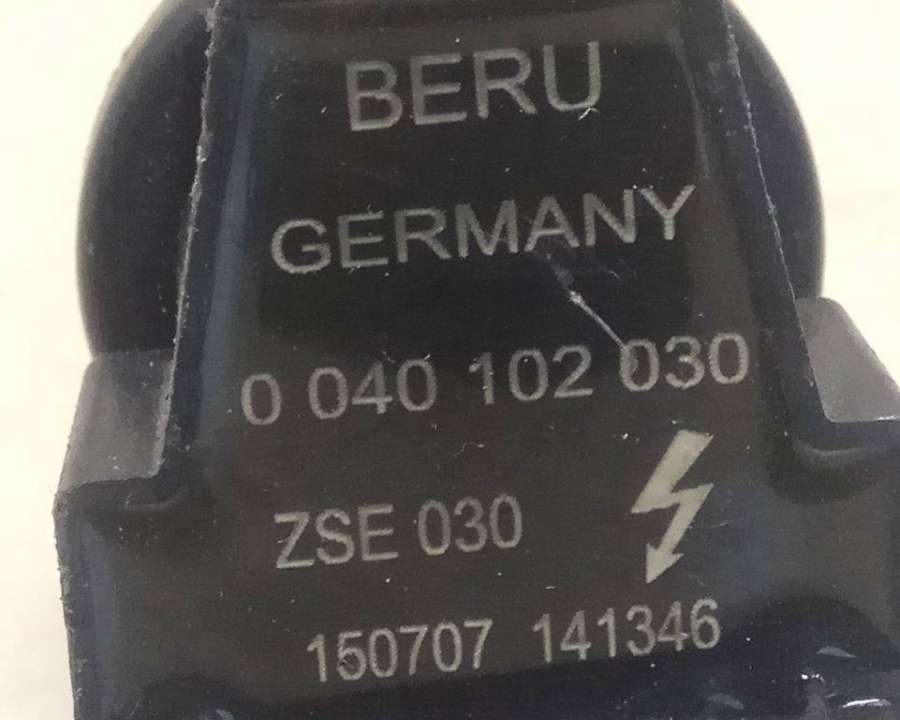 BERU
GERMANY
0 040 102 030
ZSE 030
150707 141346